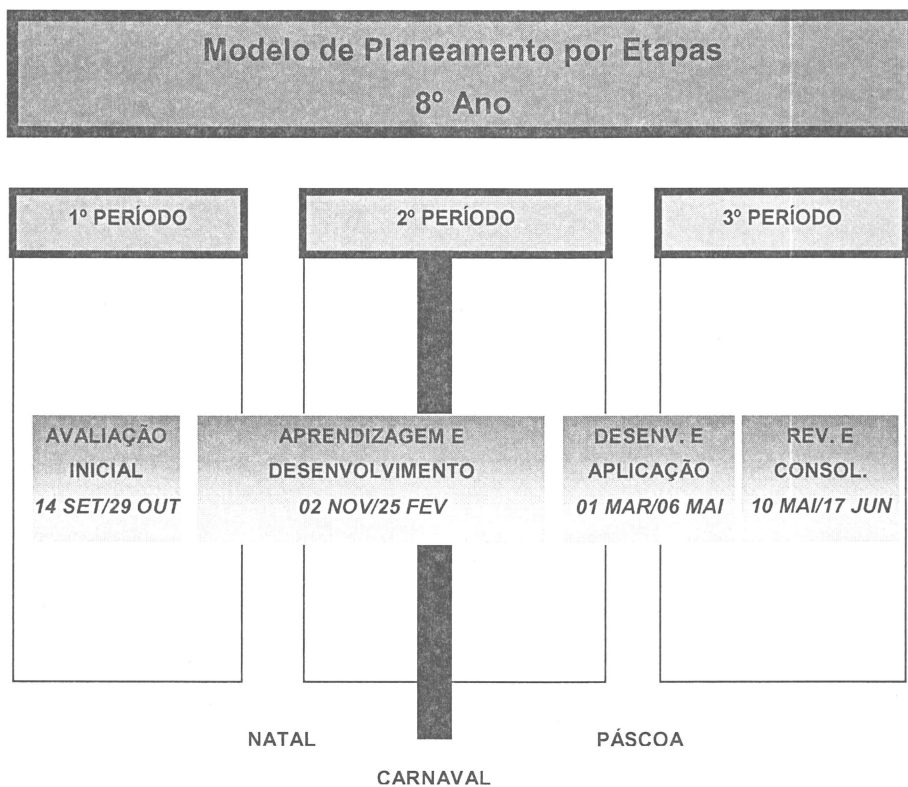 Modelo de Planeamento por Etapas
8º Ano
1º PERÍODO
2º PERÍODO
3º PERÍODO
AVALIAÇÃO
INICIAL
14 SET/29 OUT
APRENDIZAGEM E
DESENVOLVIMENTO
02 NOV/25 FEV
DESENV. E
APLICAÇÃO
01 MAR/06 MAI
REV. E
CONSOL.
10 MAI/17 JUN
NATAL
PÁSCOA
CARNAVAL